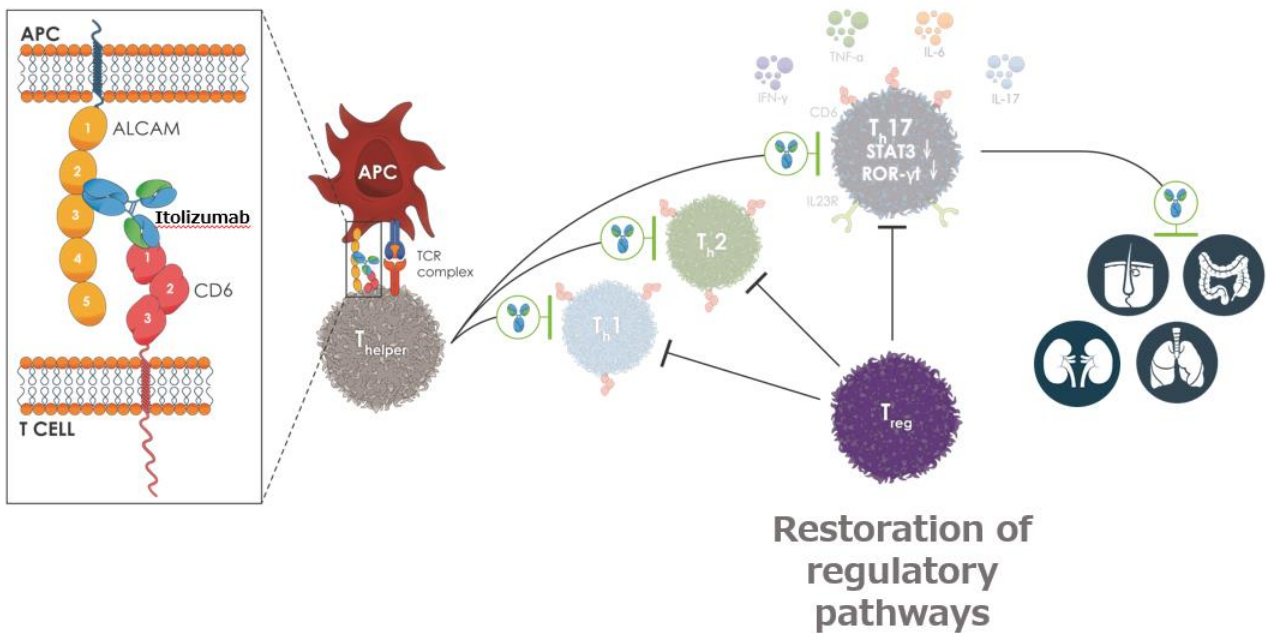 APC
1
ALCAM
2
Itolizumab
3
1
4
2
CD6
5
3
T CELL
APC
TCR
complex
T helper
TNF-α
IL-6
IFN-γ
IL-17
CD6
Th17
STAT3 ↓
ROR-γt ↓
IL23R
Th2
Th1
Treg
Restoration of
regulatory
pathways